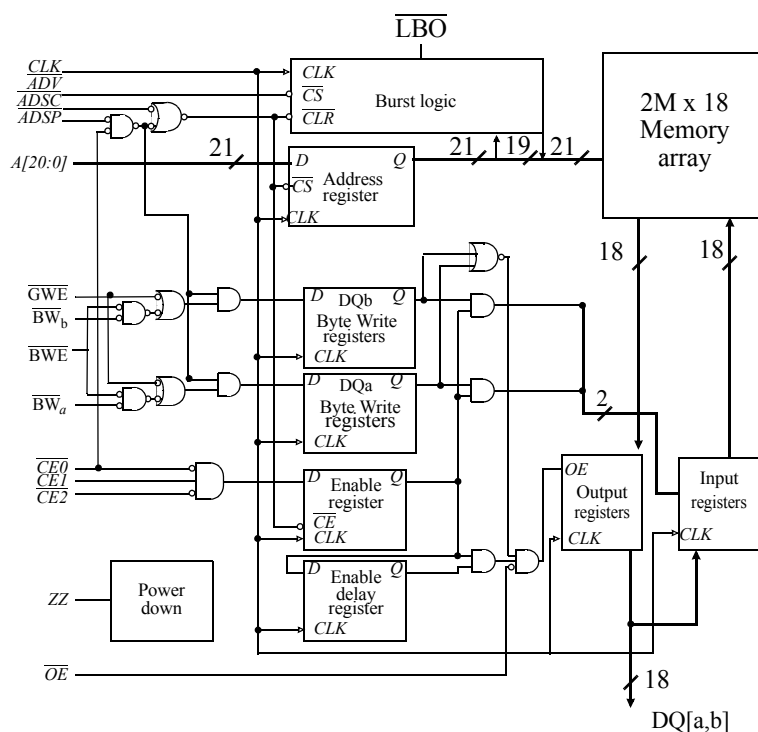 LBO
CLK
ADV
ADSC
ADSP
CLK
CS
CLR
Burst logic
2M x 18
Memory
array
A[20:0]
21
D
Q
Address
register
CS
CLK
21
19
21
18
18
GWE
BWb
BWE
BWa
D
DQb
Q
Byte Write
registers
CLK
D
DQa
Q
Byte Write
registers
CLK
2
CE0
CE1
CE2
D
Enable
Q
register
CE
CLK
OE
Output
registers
CLK
Input
registers
CLK
D
Enable
Q
delay
register
CLK
ZZ
Power
down
OE
18
DQ[a,b]